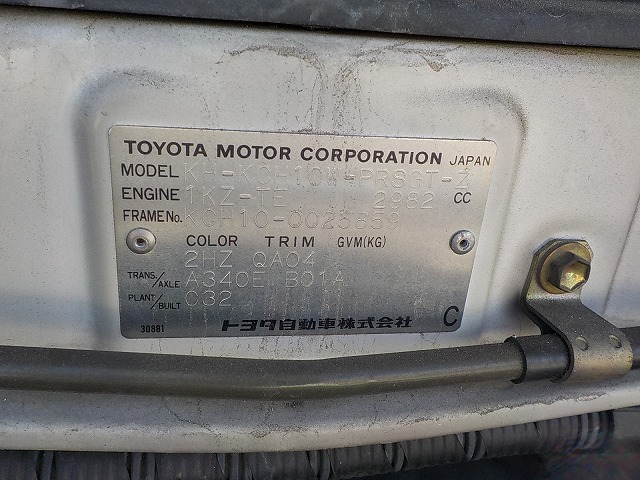 TOYOTA MOTOR CORPORATION JAPAN
MODEL KH-KCH10W-PRSGT-Z
ENGINE 1KZ-TE 2982 CC
FRAME No. KCH10-0023859
COLOR TRIM GVM(KG)
2HZ QA04
TRANS./AXLE A340E B01A
PLANT/BUILT C32
30881 トヨタ自動車株式会社 C